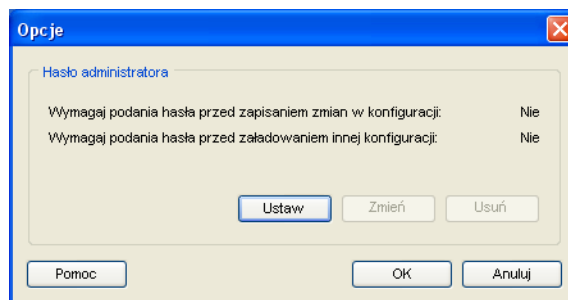 Opcje
Hasło administratora
Wymagaj podania hasła przed zapisaniem zmian w konfiguracji: Nie
Wymagaj podania hasła przed załadowaniem innej konfiguracji: Nie
Ustaw Zmień Usuń
Pomoc OK Anuluj